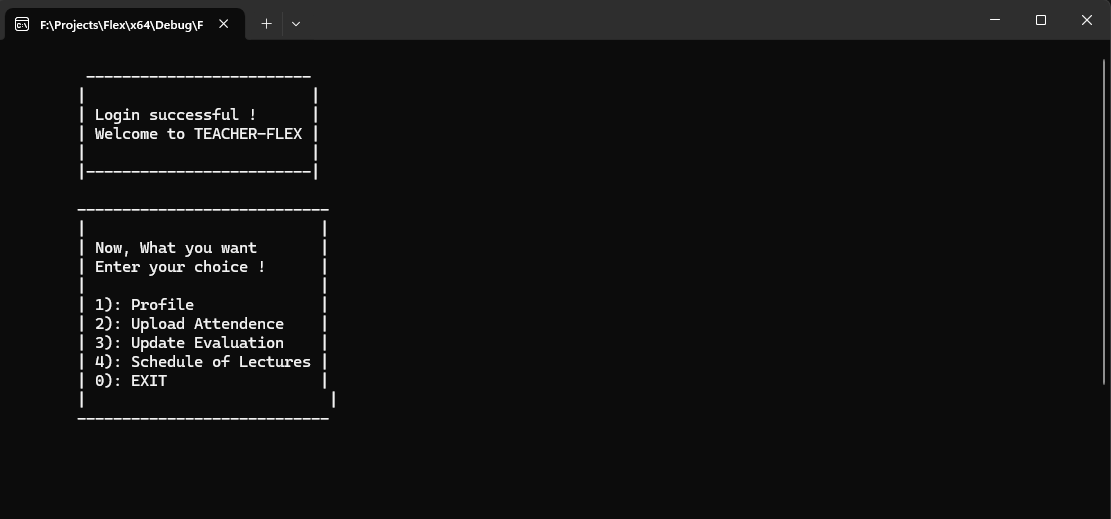 F:\Projects\Flex\x64\Debug\F
Login successful !
Welcome to TEACHER-FLEX
Now, What you want
Enter your choice !
1): Profile
2): Upload Attendence
3): Update Evaluation
4): Schedule of Lectures
0): EXIT